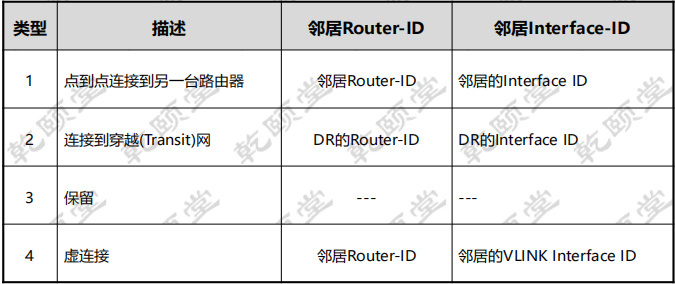 类型 描述 邻居Router-ID 邻居Interface-ID
1 点到点连接到另一台路由器 邻居Router-ID 邻居的Interface ID
2 连接到穿越(Transit)网 DR的Router-ID DR的Interface ID
3 保留 --- ---
4 虚连接 邻居Router-ID 邻居的VLINK Interface ID
乾颐堂 乾颐堂 乾颐堂 乾颐堂
乾颐堂 乾颐堂 乾颐堂 乾颐堂